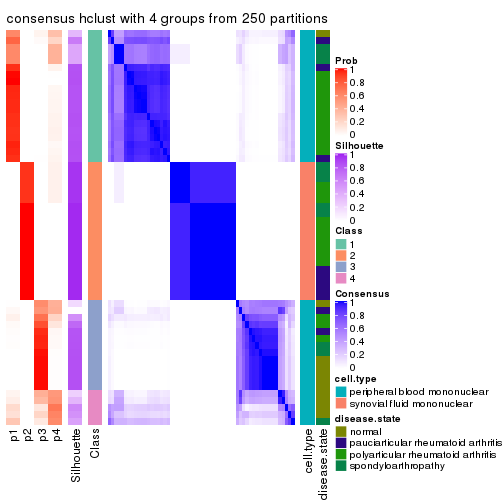 consensus hclust with 4 groups from 250 partitions
Prob
1
0.8
0.6
0.4
0.2
0
Silhouette
1
0.8
0.6
0.4
0.2
0
Class
1
2
3
4
Consensus
1
0.8
0.6
0.4
0.2
0
cell.type
peripheral blood mononuclear
synovial fluid mononuclear
disease.state
normal
pauciarticular rheumatoid arthritis
polyarticular rheumatoid arthritis
spondyloarthropathy
p1
p2
p3
p4
Silhouette
Class
cell.type
disease.state